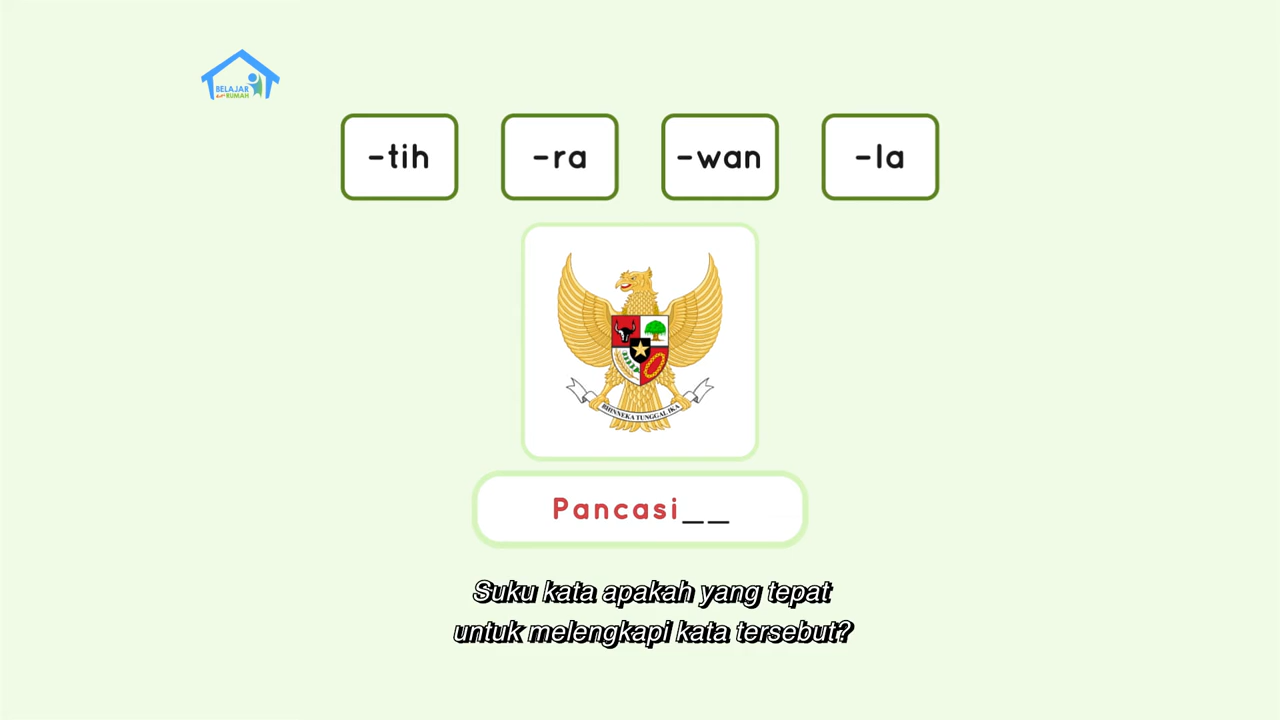 BELAJAR
dari RUMAH
-tih -ra -wan -la
BHINNEKA TUNGGAL IKA
Pancasi__
Suku kata apakah yang tepat
untuk melengkapi kata tersebut?